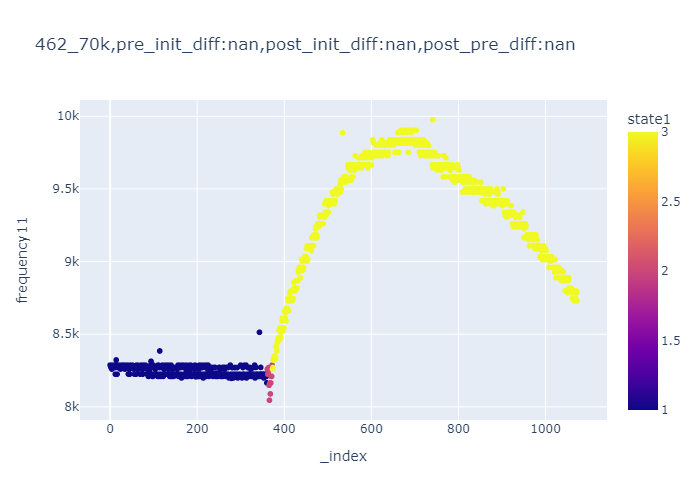 462_70k,pre_init_diff:nan,post_init_diff:nan,post_pre_diff:nan
state1
10k
9.5k
9k
8.5k
8k
frequency11
0
200
400
600
800
1000
_index
3
2.5
2
1.5
1